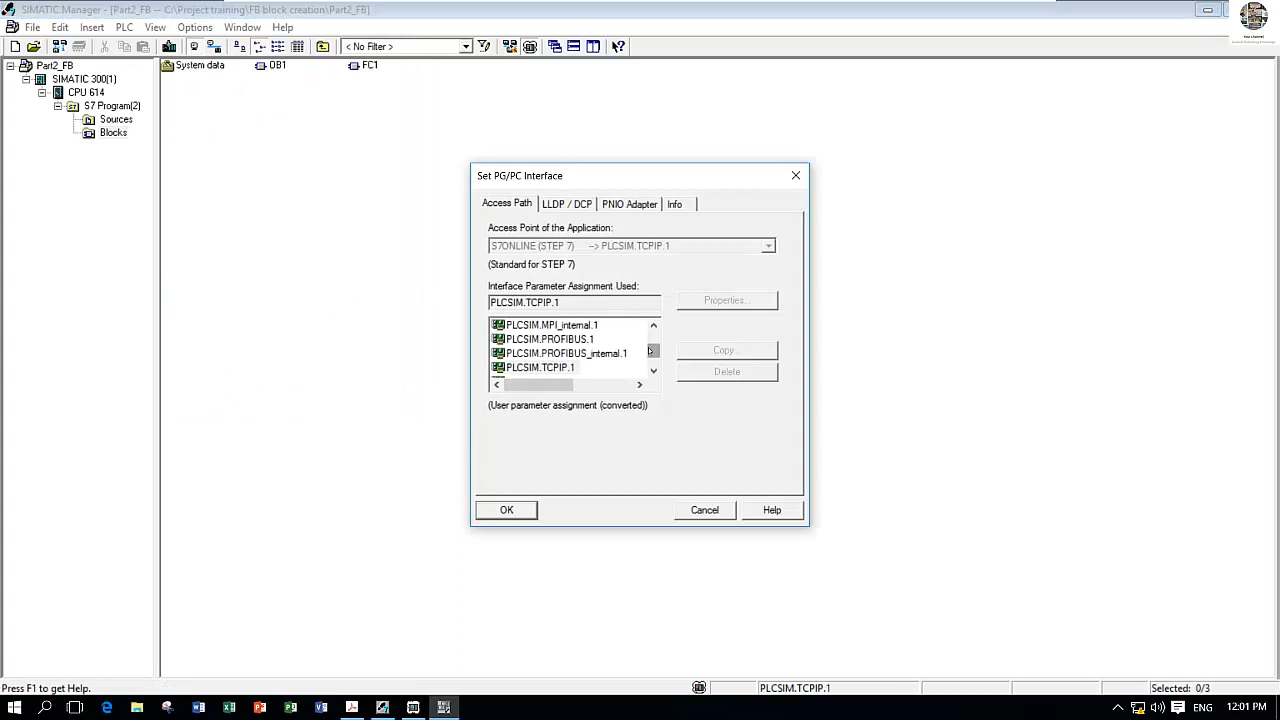 SIMATIC Manager - [Part2_FB -- C:\Project training\FB block creation\Part2_FB]
File Edit Insert PLC View Options Window Help
< No Filter >
Part2_FB
SIMATIC 300(1)
CPU 614
S7 Program(2)
Sources
Blocks
System data OB1 FC1
Set PG/PC Interface
Access Path LLDP / DCP PNIO Adapter Info
Access Point of the Application:
S7ONLINE (STEP 7) --> PLCSIM.TCPIP.1
(Standard for STEP 7)
Interface Parameter Assignment Used:
PLCSIM.TCPIP.1
Properties...
PLCSIM.MPI_internal.1
PLCSIM.PROFIBUS.1
PLCSIM.PROFIBUS_internal.1
PLCSIM.TCPIP.1
Copy...
Delete
(User parameter assignment (converted))
OK Cancel Help
Press F1 to get Help.
PLCSIM.TCPIP.1
Selected: 0/3
ENG 12:01 PM